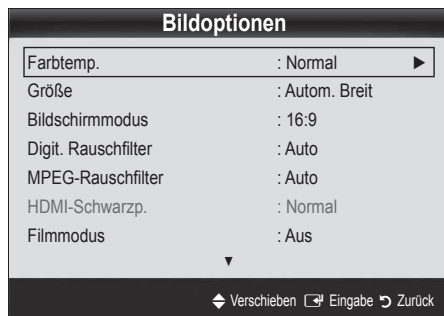 Bildoptionen
Farbtemp. : Normal ►
Größe : Autom. Breit
Bildschirmmodus : 16:9
Digit. Rauschfilter : Auto
MPEG-Rauschfilter : Auto
HDMI-Schwarzp. : Normal
Filmmodus : Aus
▼
Verschieben Eingabe Zurück